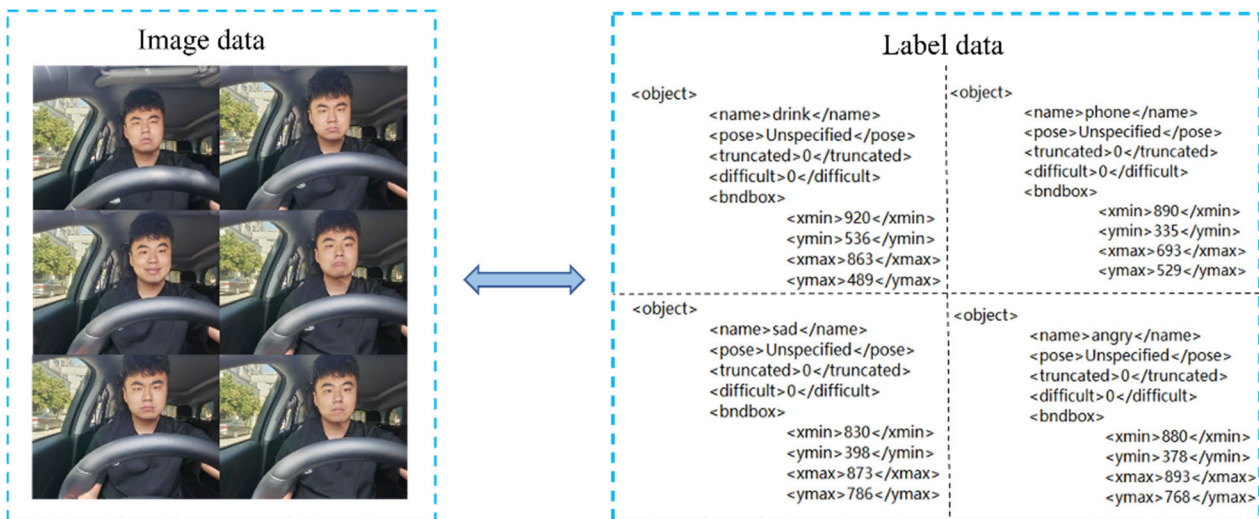 Image data
Label data
<object>
<name>drink</name>
<pose>Unspecified</pose>
<truncated>0</truncated>
<difficult>0</difficult>
<bndbox>
<xmin>920</xmin>
<ymin>536</ymin>
<xmax>863</xmax>
<ymax>489</ymax>
<object>
<name>phone</name>
<pose>Unspecified</pose>
<truncated>0</truncated>
<difficult>0</difficult>
<bndbox>
<xmin>890</xmin>
<ymin>335</ymin>
<xmax>693</xmax>
<ymax>529</ymax>
<object>
<name>sad</name>
<pose>Unspecified</pose>
<truncated>0</truncated>
<difficult>0</difficult>
<bndbox>
<xmin>830</xmin>
<ymin>398</ymin>
<xmax>873</xmax>
<ymax>786</ymax>
<object>
<name>angry</name>
<pose>Unspecified</pose>
<truncated>0</truncated>
<difficult>0</difficult>
<bndbox>
<xmin>880</xmin>
<ymin>378</ymin>
<xmax>893</xmax>
<ymax>768</ymax>